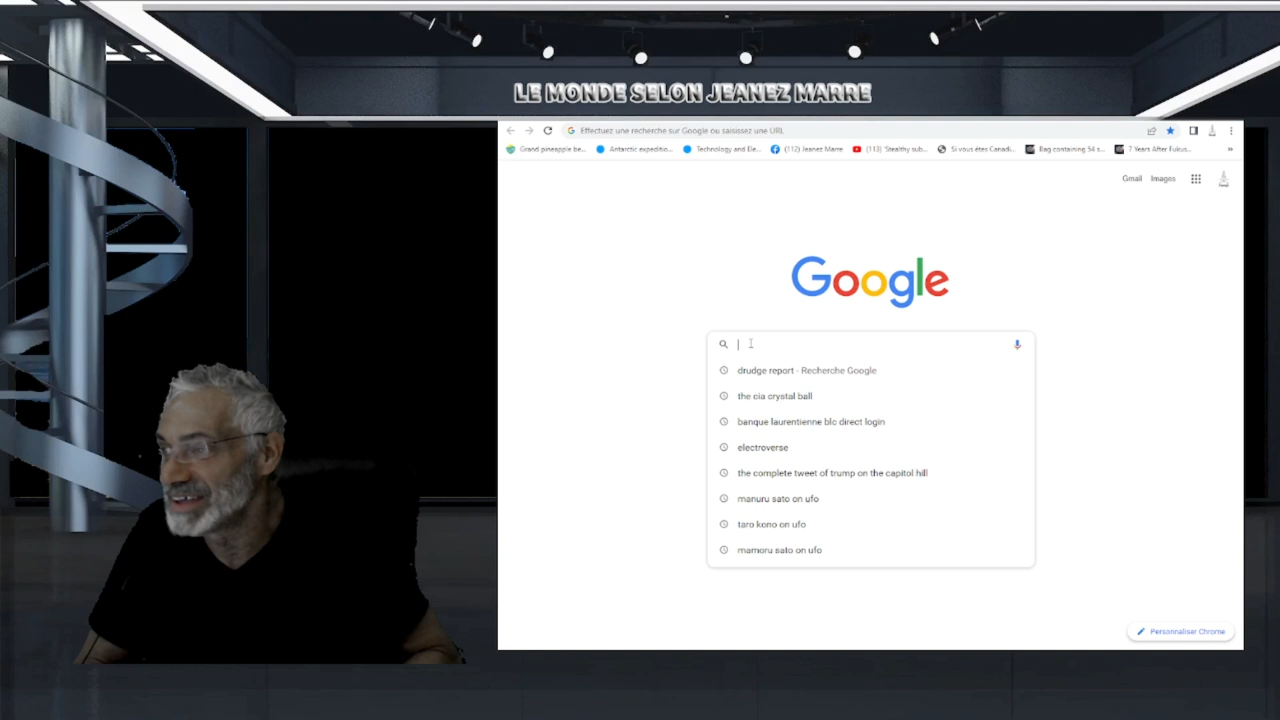 LE MONDE SELON JEANEZ MARRE
Effectuez une recherche sur Google ou saisissez une URL
Grand pineapple be... Antarctic expeditio... Technology and Ele... (112) Jeanez Marre (113) 'Stealthy sub... Si vous êtes Canadi... Bag containing 54 s... 7 Years After Fukus... »
Gmail Images
Google
drudge report - Recherche Google
the cia crystal ball
banque laurentienne blc direct login
electroverse
the complete tweet of trump on the capitol hill
manuru sato on ufo
taro kono on ufo
mamoru sato on ufo
Personnaliser Chrome